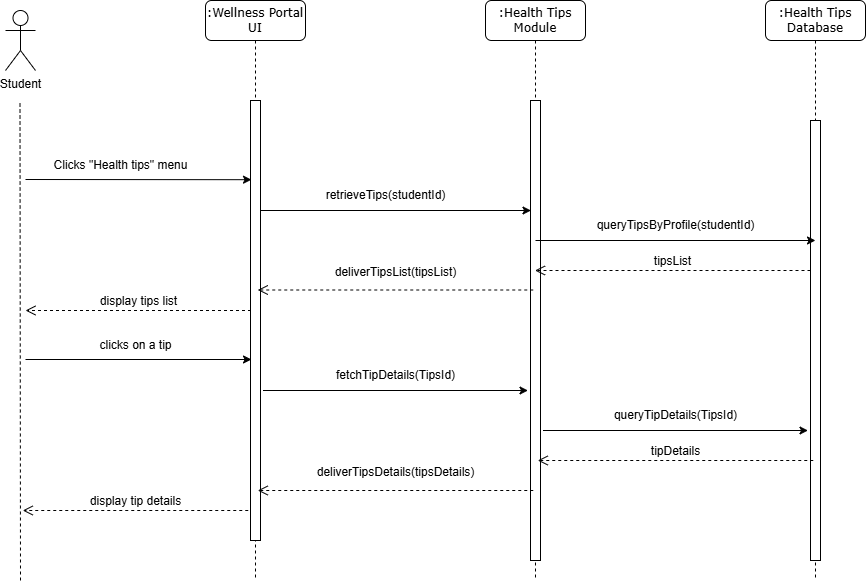 :Wellness Portal
UI
:Health Tips
Module
:Health Tips
Database
Student
Clicks "Health tips" menu
retrieveTips(studentId)
queryTipsByProfile(studentId)
tipsList
deliverTipsList(tipsList)
display tips list
clicks on a tip
fetchTipDetails(TipsId)
queryTipDetails(TipsId)
tipDetails
deliverTipsDetails(tipsDetails)
display tip details